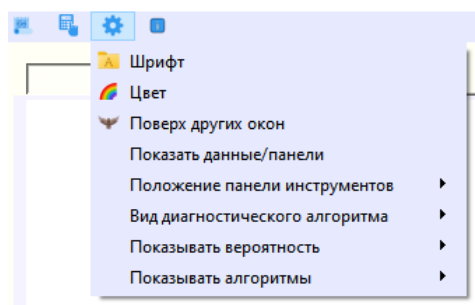 Шрифт
Цвет
Поверх других окон
Показать данные/панели
Положение панели инструментов
Вид диагностического алгоритма
Показывать вероятность
Показывать алгоритмы